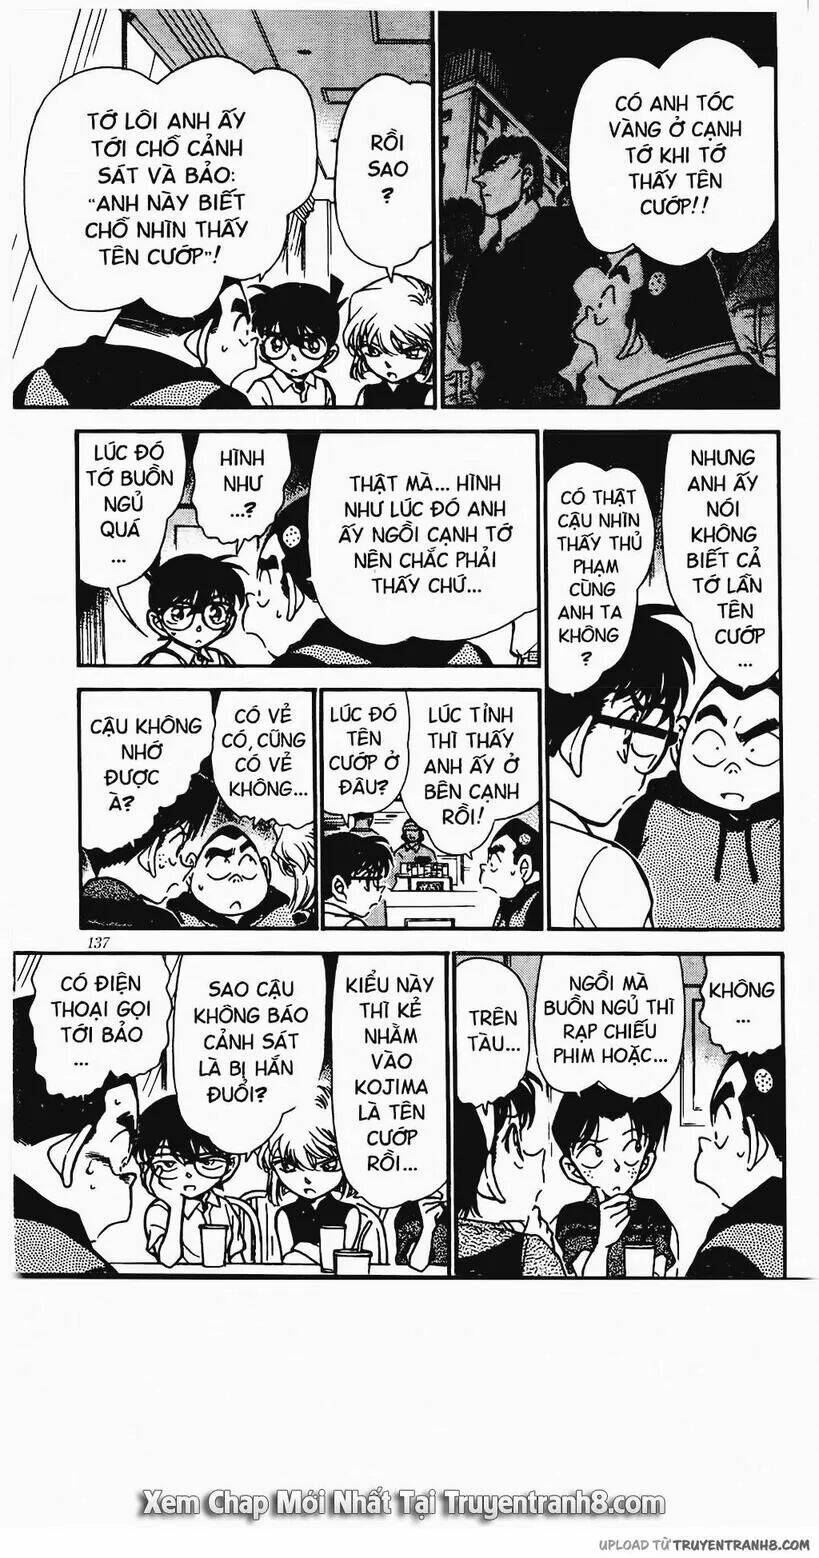 CÓ ANH TÓC
VÀNG Ở CẠNH
TỚ KHI TỚ
THẤY TÊN
CƯỚP!!
RỒI
SAO
?
TỚ LÔI ANH ẤY
TỚI CHỖ CẢNH
SÁT VÀ BẢO:
"ANH NÀY BIẾT
CHỖ NHÌN THẤY
TÊN CƯỚP"!
NHƯNG
ANH ẤY
NÓI
KHÔNG
BIẾT CẢ
TỚ LẪN
TÊN
CƯỚP
...
CÓ THẬT
CẬU NHÌN
THẤY THỦ
PHẠM
CÙNG
ANH TA
KHÔNG
?
THẬT MÀ... HÌNH
NHƯ LÚC ĐÓ ANH
ẤY NGỒI CẠNH TỚ
NÊN CHẮC PHẢI
THẤY CHỨ...
HÌNH
NHƯ
...?
LÚC ĐÓ
TỚ BUỒN
NGỦ
QUÁ
...
LÚC TỈNH
THÌ THẤY
ANH ẤY Ở
BÊN CẠNH
RỒI!
LÚC ĐÓ
TÊN
CƯỚP Ở
ĐÂU?
CÓ VẺ
CÓ, CŨNG
CÓ VẺ
KHÔNG...
CẬU KHÔNG
NHỚ
ĐƯỢC
À?
137
KHÔNG
...
NGỒI MÀ
BUỒN NGỦ THÌ
RẠP CHIẾU
PHIM HOẶC...
TRÊN
TÀU...
KIỂU NÀY
THÌ KẺ
NHẰM
VÀO
KOJIMA
LÀ TÊN
CƯỚP
RỒI...
SAO CẬU
KHÔNG BÁO
CẢNH SÁT
LÀ BỊ HẮN
ĐUỔI?
CÓ ĐIỆN
THOẠI GỌI
TỚI BẢO
...
Xem Chap Mới Nhất Tại Truyentranh8.com
UPLOAD TỪ TRUYENTRANH8.COM